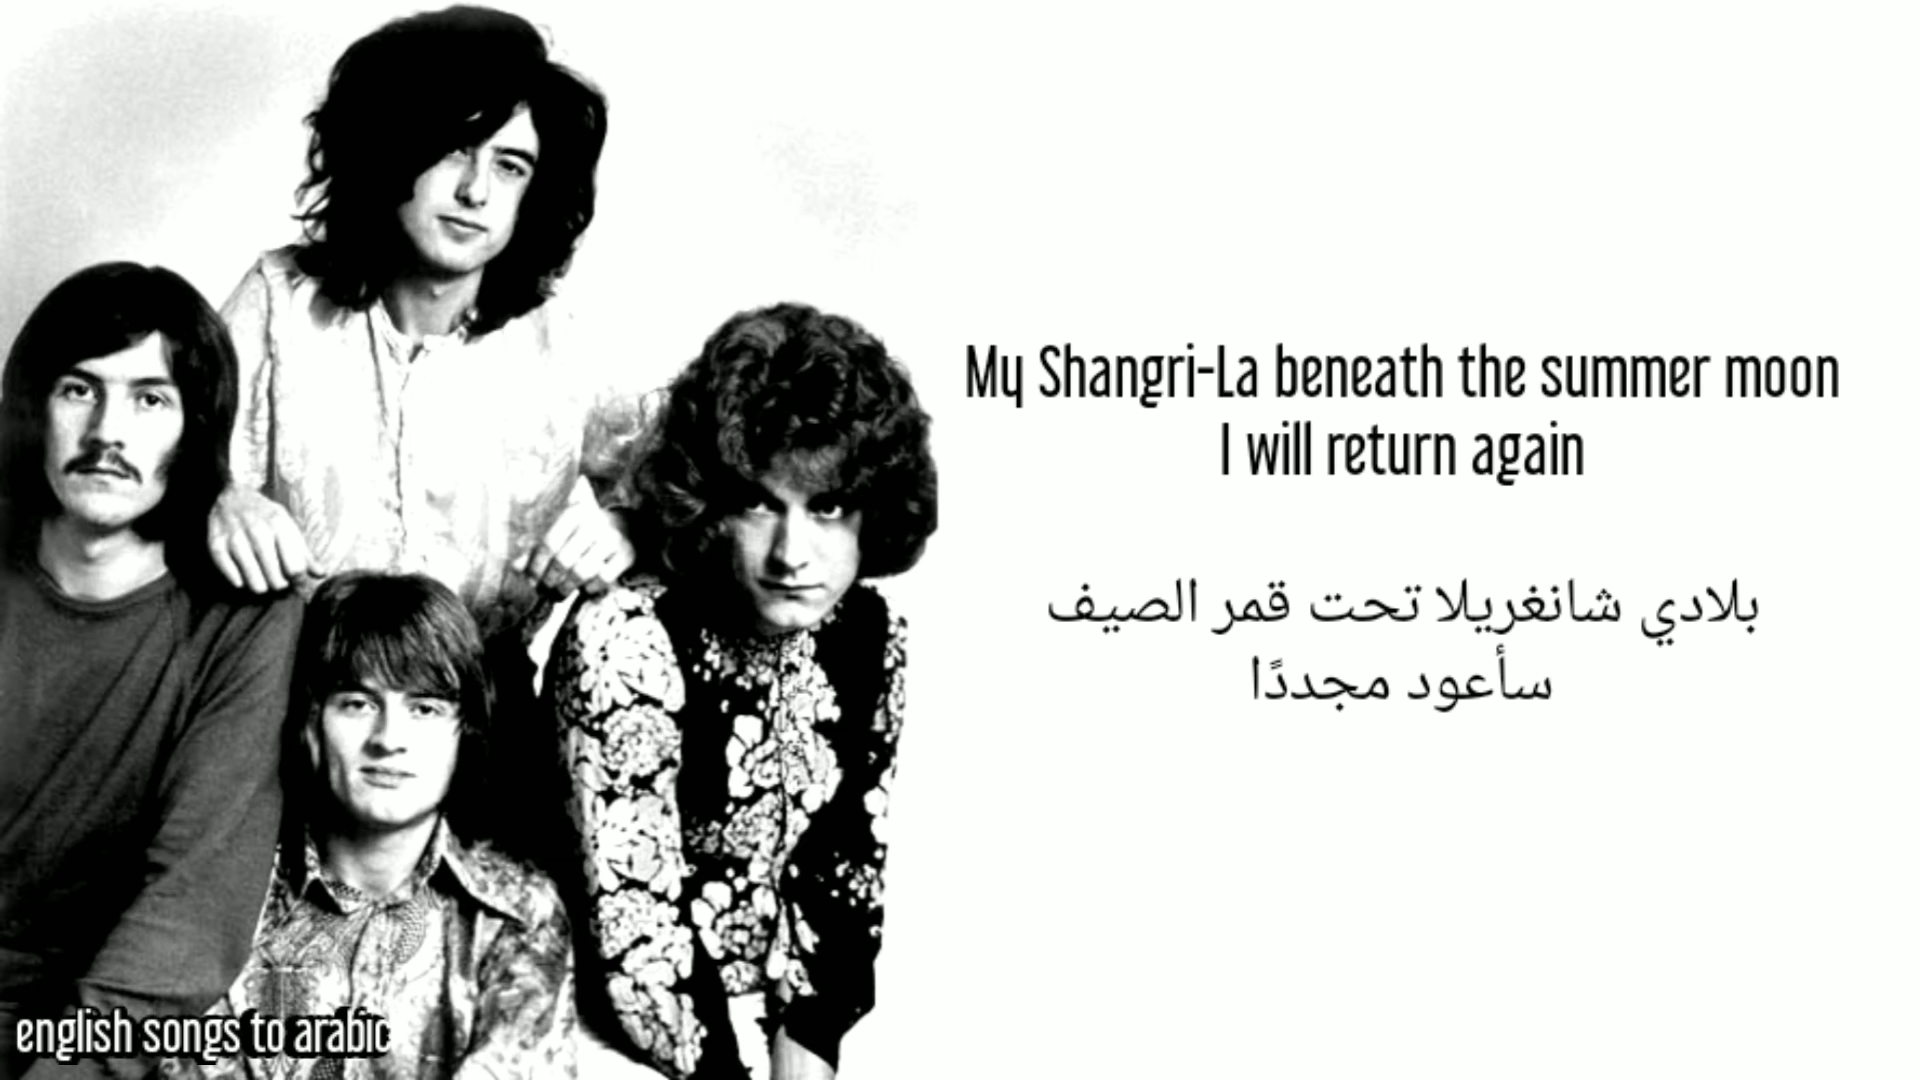 My Shangri-La beneath the summer moon
I will return again
بلادي شانغريلا تحت قمر الصيف
سأعود مجددًا
english songs to arabic